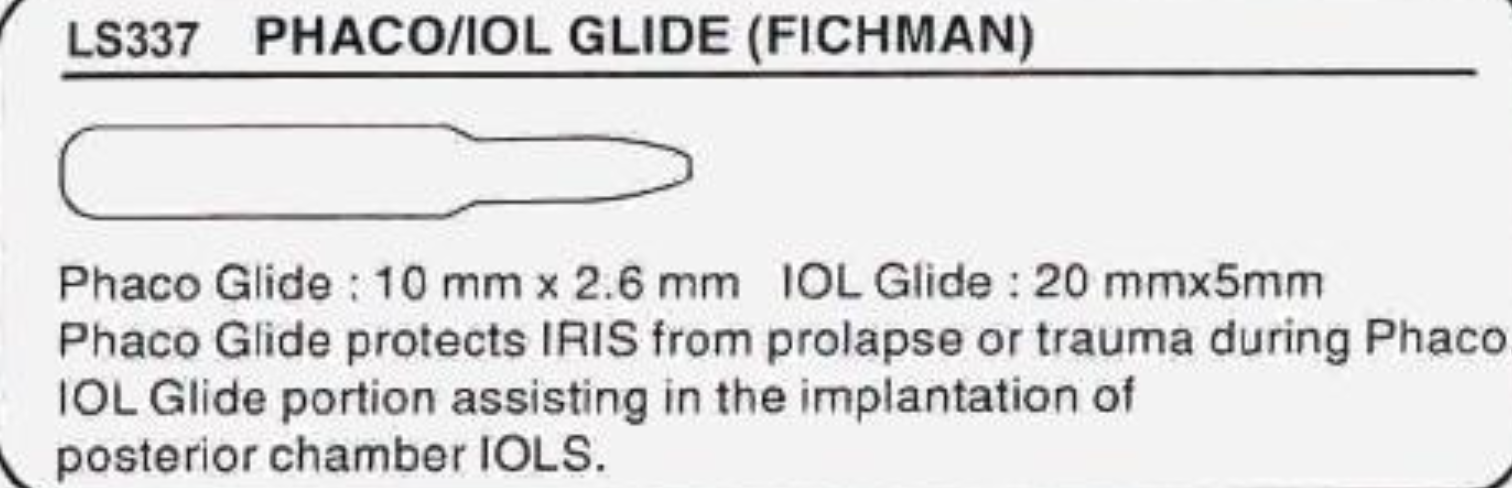 LS337 PHACO/IOL GLIDE (FICHMAN)
Phaco Glide : 10 mm x 2.6 mm IOL Glide : 20 mmx5mm
Phaco Glide protects IRIS from prolapse or trauma during Phaco
IOL Glide portion assisting in the implantation of
posterior chamber IOLS.